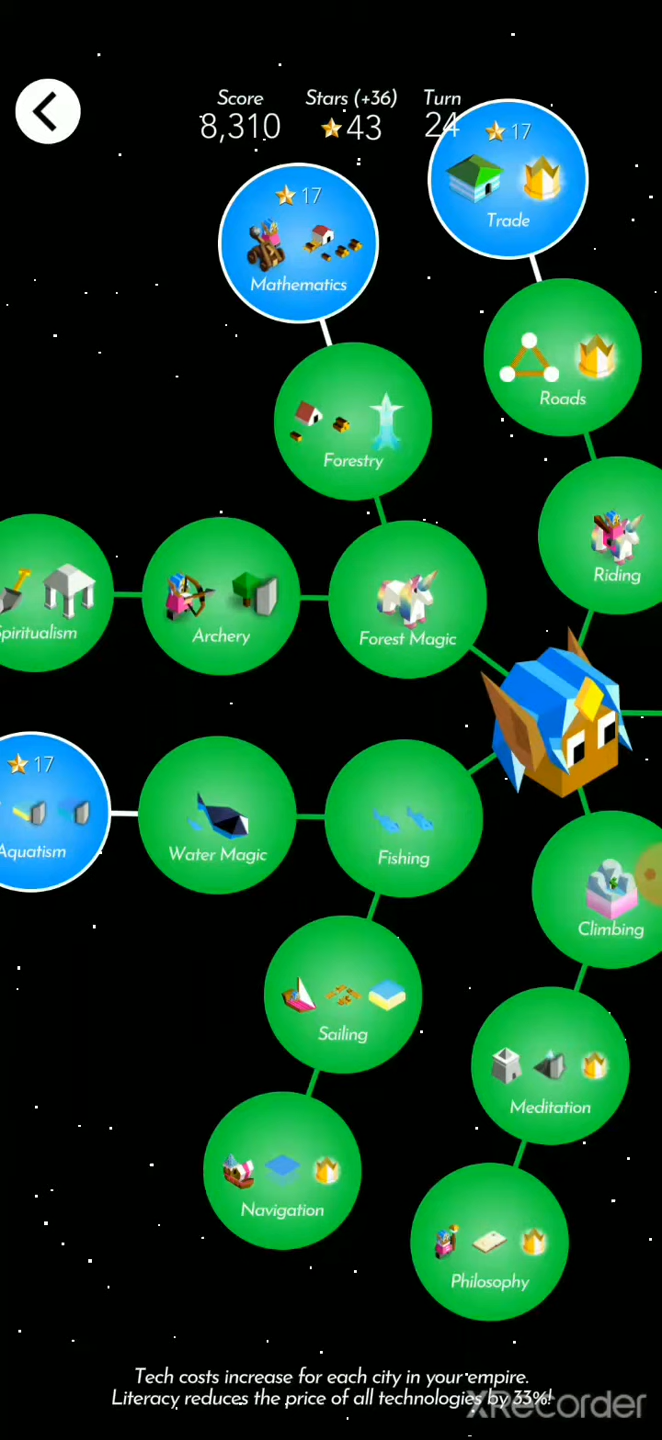 Score
Stars (+36)
Turn
8,310
43
24
17
Trade
17
Mathematics
Roads
Forestry
Riding
Spiritualism
Archery
Forest Magic
17
Aquatism
Water Magic
Fishing
Climbing
Sailing
Meditation
Navigation
Philosophy
Tech costs increase for each city in your empire.
Literacy reduces the price of all technologies by 33%!
XRecorder